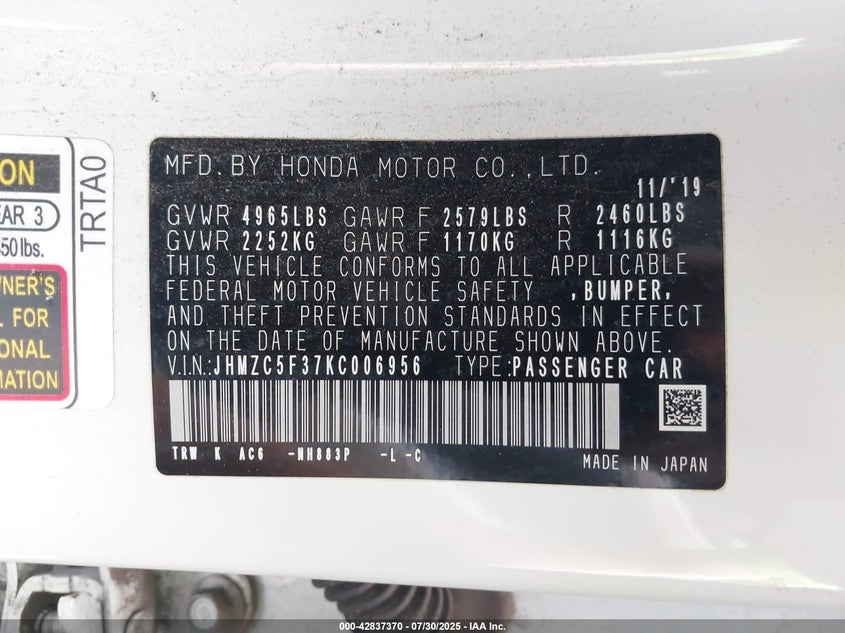 ON
EAR 3
50 lbs.
NER'S
L FOR
ONAL
MATION
TRTA0
MFD. BY HONDA MOTOR CO., LTD.
11/'19
GVWR 4965LBS GAWR F 2579LBS R 2460LBS
GVWR 2252KG GAWR F 1170KG R 1116KG
THIS VEHICLE CONFORMS TO ALL APPLICABLE
FEDERAL MOTOR VEHICLE SAFETY ,BUMPER,
AND THEFT PREVENTION STANDARDS IN EFFECT
ON THE DATE OF MANUFACTURE SHOWN ABOVE.
V.I.N.:JHMZC5F37KC006956 TYPE:PASSENGER CAR
TRW K AC6 -NH883P -L -C
MADE IN JAPAN
000-42837370 - 07/30/2025 - IAA Inc.